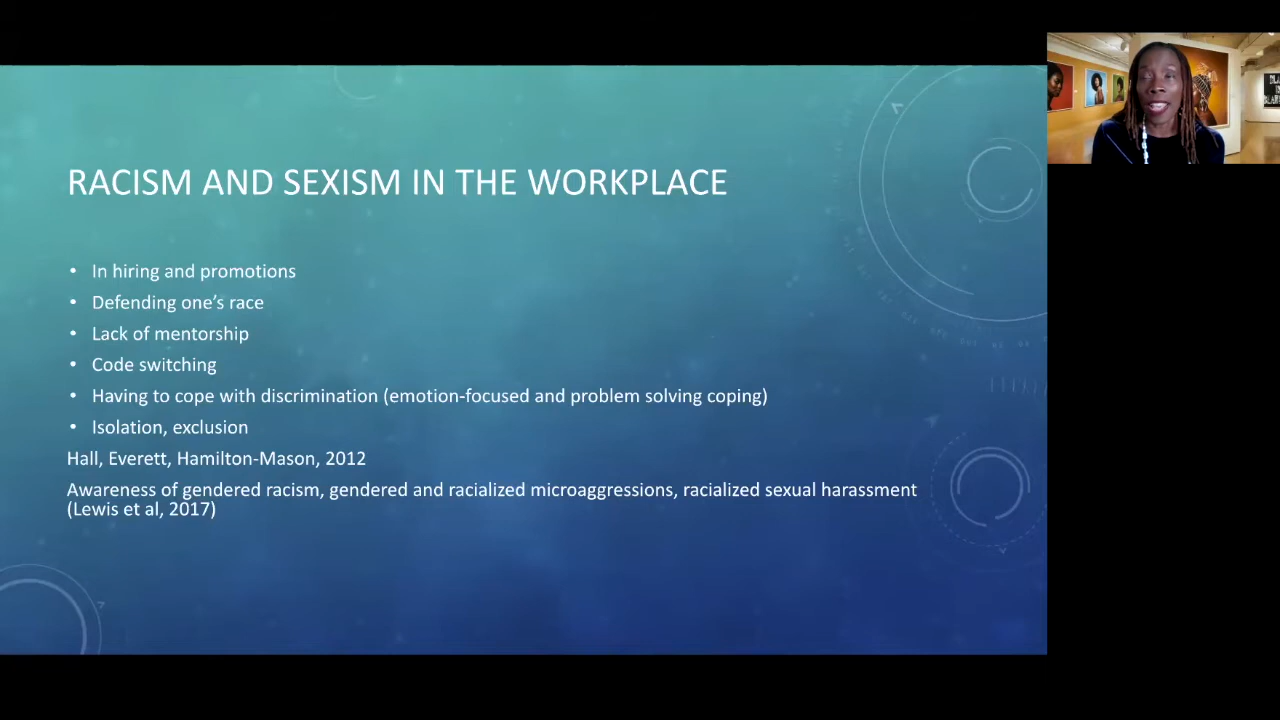 RACISM AND SEXISM IN THE WORKPLACE
• In hiring and promotions
• Defending one’s race
• Lack of mentorship
• Code switching
• Having to cope with discrimination (emotion-focused and problem solving coping)
• Isolation, exclusion
Hall, Everett, Hamilton-Mason, 2012
Awareness of gendered racism, gendered and racialized microaggressions, racialized sexual harassment
(Lewis et al, 2017)